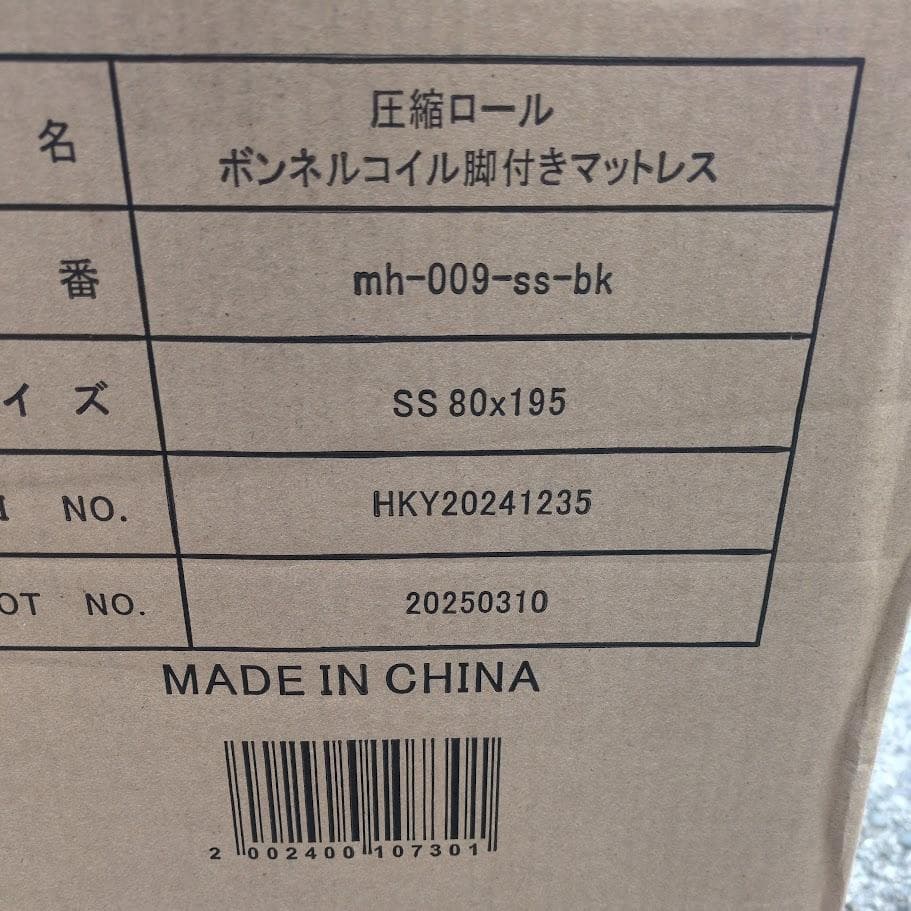 名
圧縮ロール
ボンネルコイル脚付きマットレス
番
mh-009-ss-bk
イズ
SS 80x195
I NO.
HKY20241235
OT NO.
20250310
MADE IN CHINA
2 002400 107301